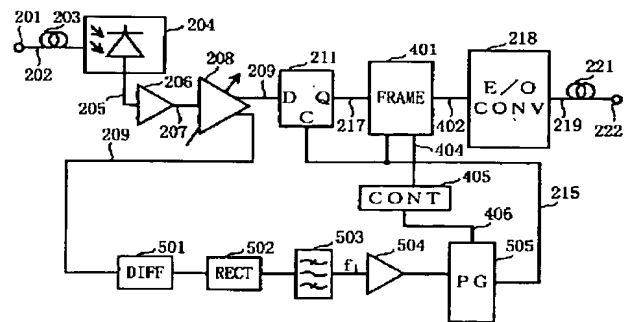 201 203 204
202
205 206 207 208 209
211 D Q C
217
401 FRAME
402
404
218 E/O CONV
219
221
222
209
405 CONT
406
215
501 DIFF
502 RECT
503
f1
504
505 PG